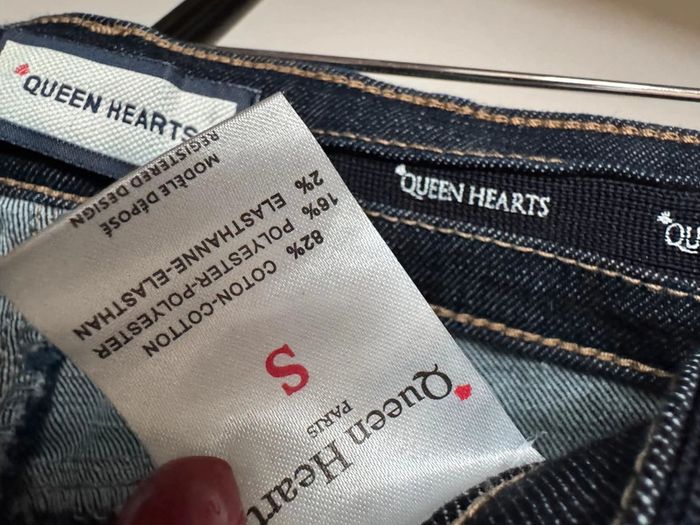 QUEEN HEARTS
QUEEN HEARTS
QU
Queen Heart
PARIS
S
82% COTON-COTTON
16% POLYESTER-POLYESTER
2% ELASTHANNE-ELASTHAN
MODÈLE DÉPOSÉ
REGISTERED DESIGN